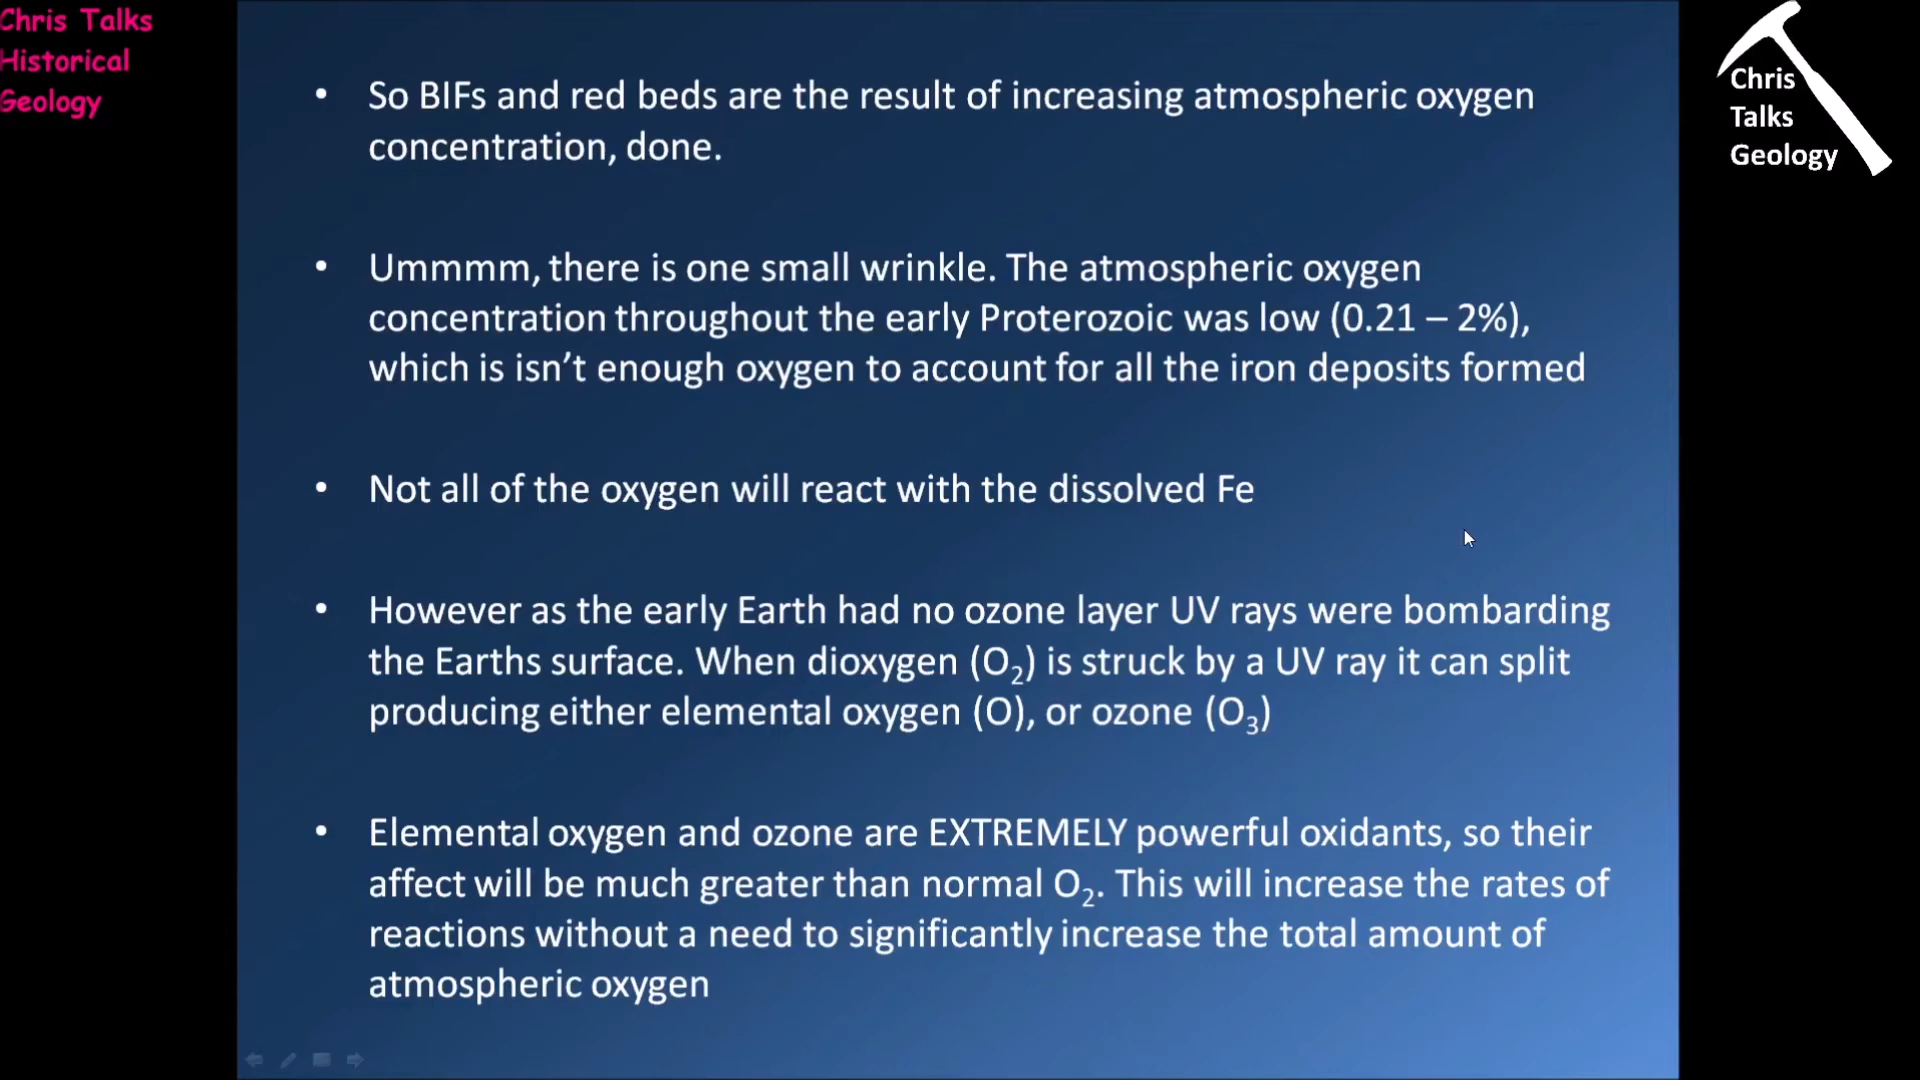 Chris Talks
Historical
Geology
Chris
Talks
Geology
• So BIFs and red beds are the result of increasing atmospheric oxygen
concentration, done.
• Ummmm, there is one small wrinkle. The atmospheric oxygen
concentration throughout the early Proterozoic was low (0.21 – 2%),
which is isn’t enough oxygen to account for all the iron deposits formed
• Not all of the oxygen will react with the dissolved Fe
• However as the early Earth had no ozone layer UV rays were bombarding
the Earths surface. When dioxygen (O₂) is struck by a UV ray it can split
producing either elemental oxygen (O), or ozone (O₃)
• Elemental oxygen and ozone are EXTREMELY powerful oxidants, so their
affect will be much greater than normal O₂. This will increase the rates of
reactions without a need to significantly increase the total amount of
atmospheric oxygen